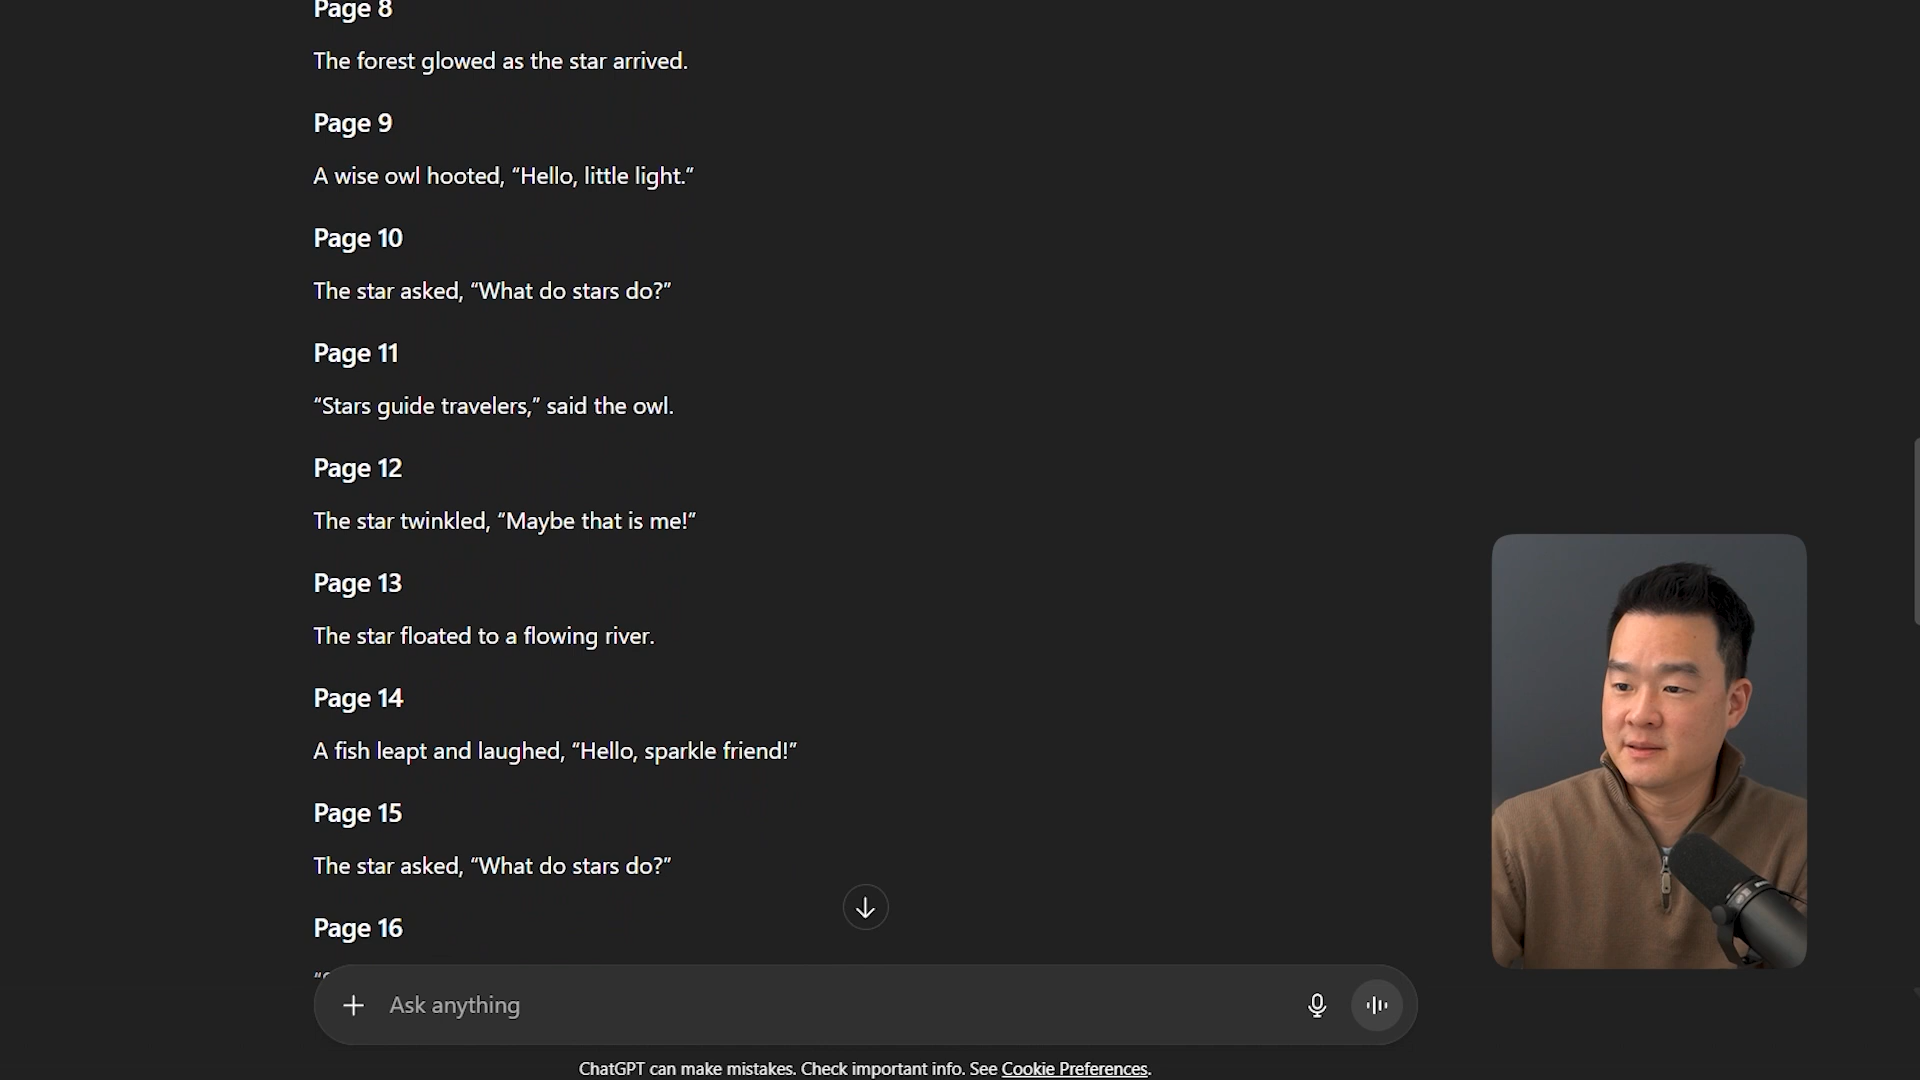 Page 8
The forest glowed as the star arrived.
Page 9
A wise owl hooted, “Hello, little light.”
Page 10
The star asked, “What do stars do?”
Page 11
“Stars guide travelers,” said the owl.
Page 12
The star twinkled, “Maybe that is me!”
Page 13
The star floated to a flowing river.
Page 14
A fish leapt and laughed, “Hello, sparkle friend!”
Page 15
The star asked, “What do stars do?”
Page 16
Ask anything
ChatGPT can make mistakes. Check important info. See Cookie Preferences.